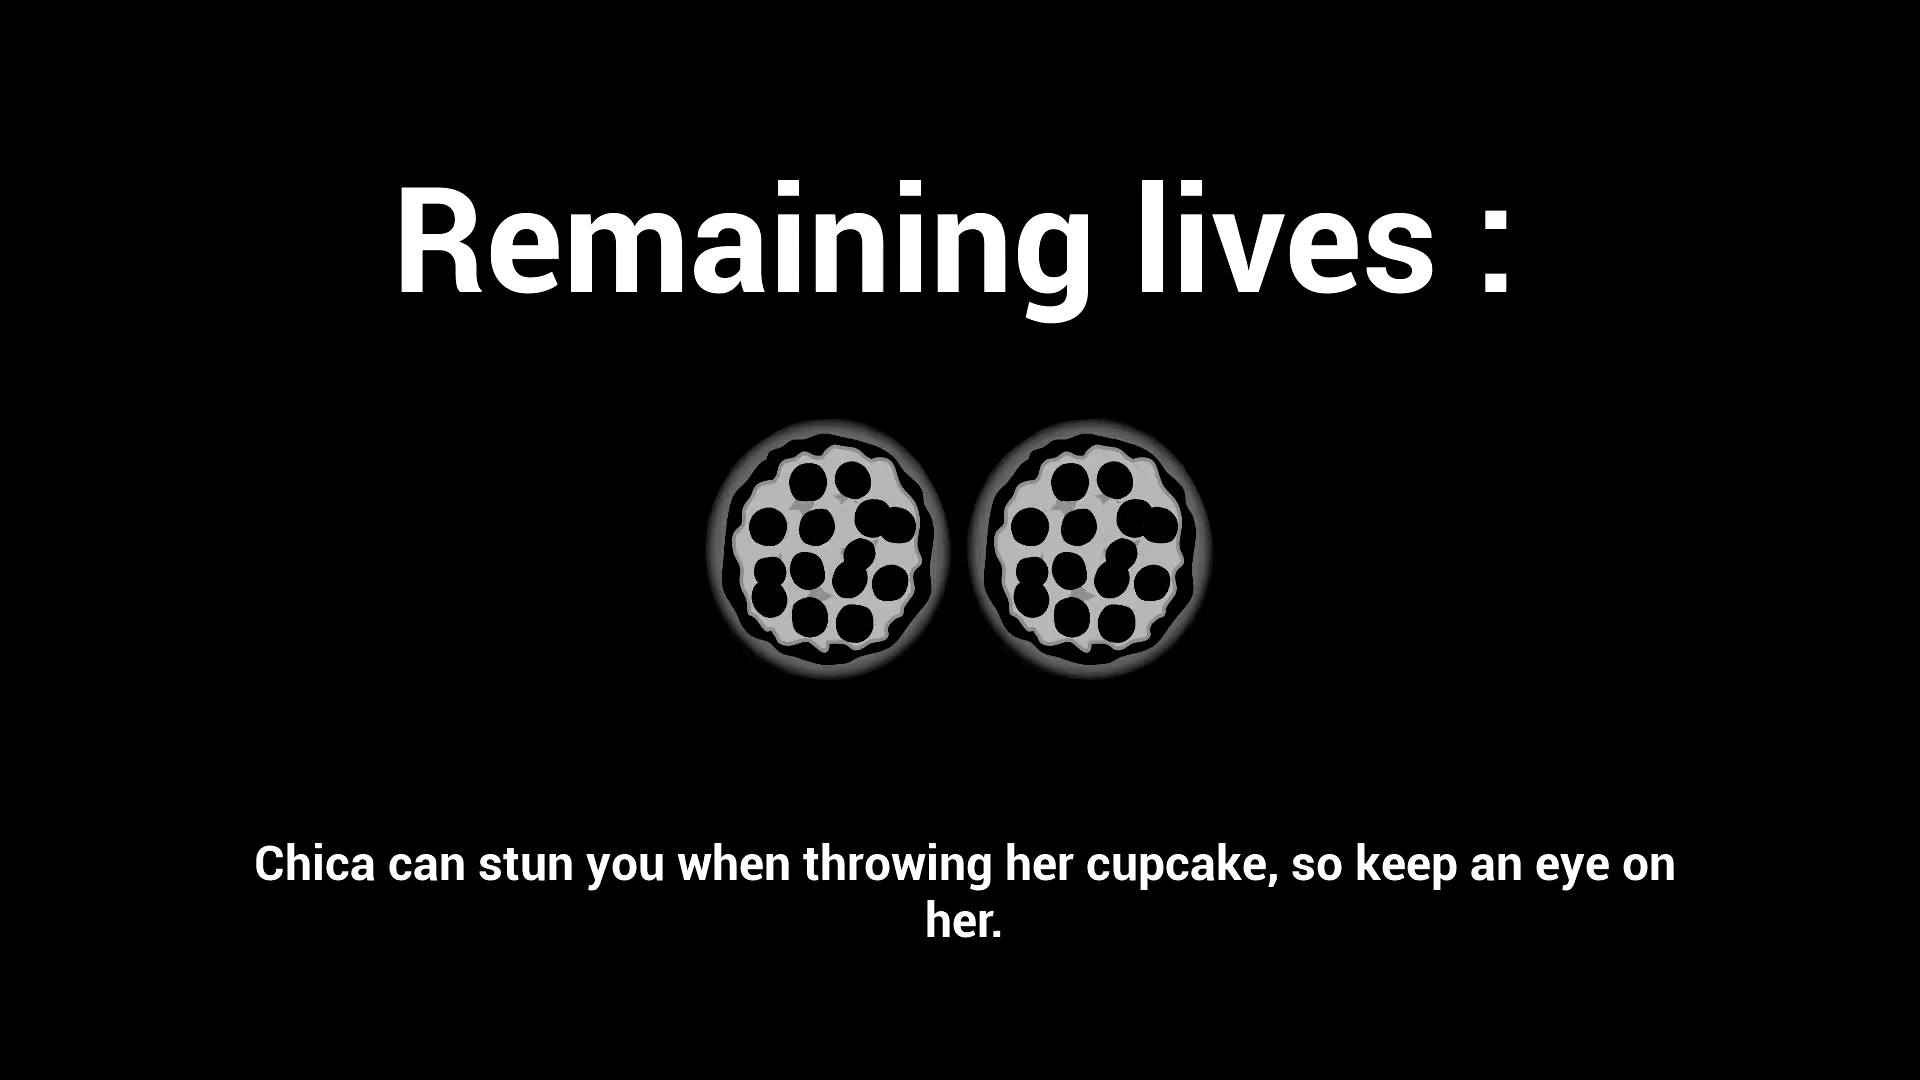 Remaining lives :
Chica can stun you when throwing her cupcake, so keep an eye on
her.